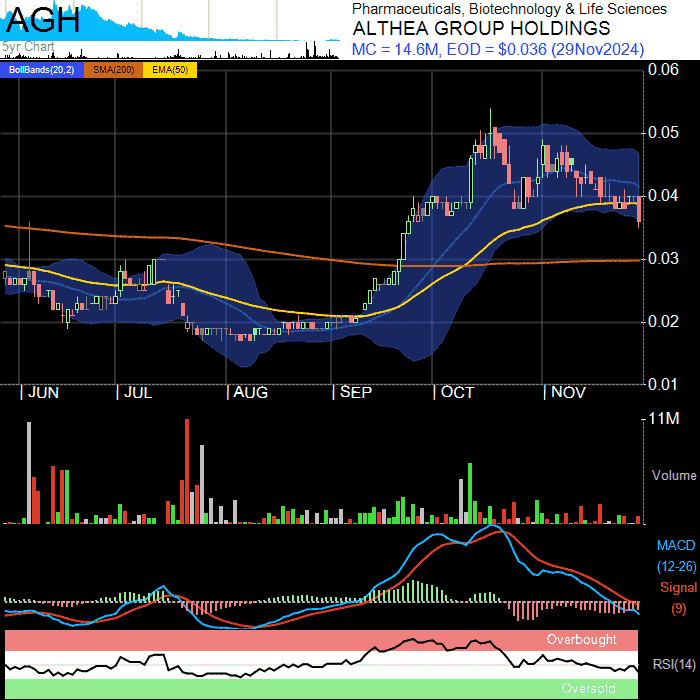 AGH
5yr Chart
Pharmaceuticals, Biotechnology & Life Sciences
ALTHEA GROUP HOLDINGS
MC = 14.6M, EOD = $0.036 (29Nov2024)
BollBands(20,2) SMA(200) EMA(50)
0.06
0.05
0.04
0.03
0.02
0.01
JUN JUL AUG SEP OCT NOV
11M
Volume
MACD
(12-26)
Signal
(9)
Overbought
RSI(14)
Oversold